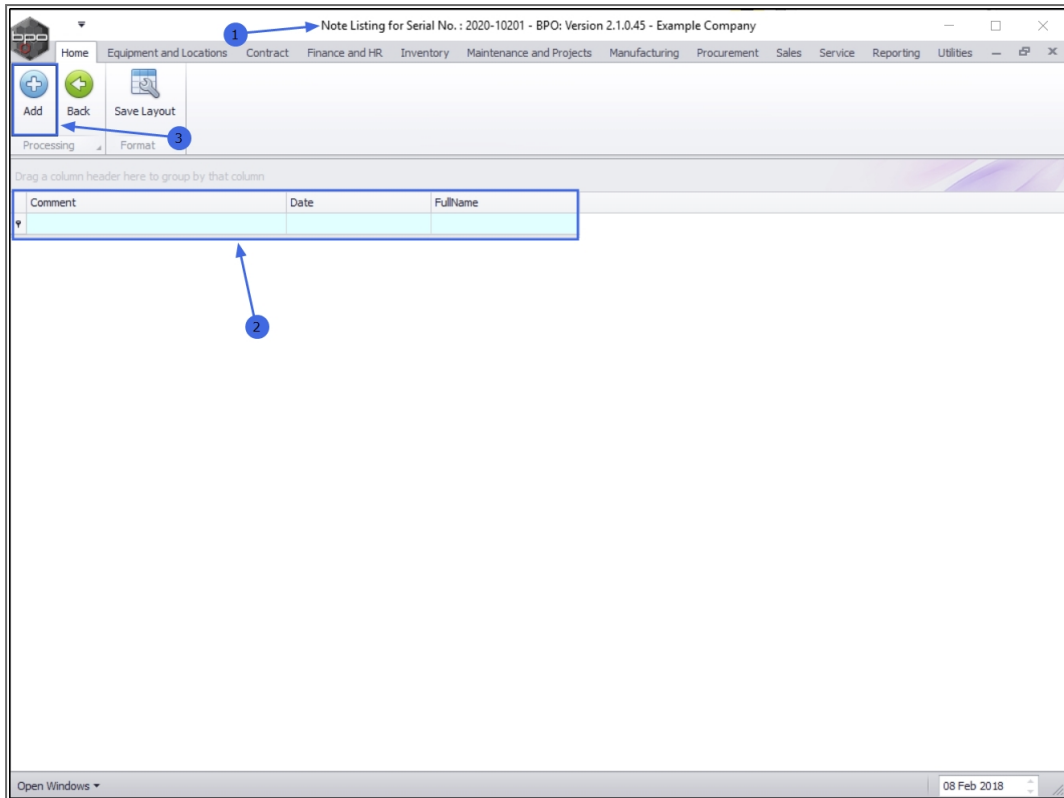 Note Listing for Serial No. : 2020-10201 - BPO: Version 2.1.0.45 - Example Company
1
bpo
Home Equipment and Locations Contract Finance and HR Inventory Maintenance and Projects Manufacturing Procurement Sales Service Reporting Utilities
Add Back Save Layout
3
Processing Format
Drag a column header here to group by that column
Comment Date FullName
2
Open Windows 08 Feb 2018